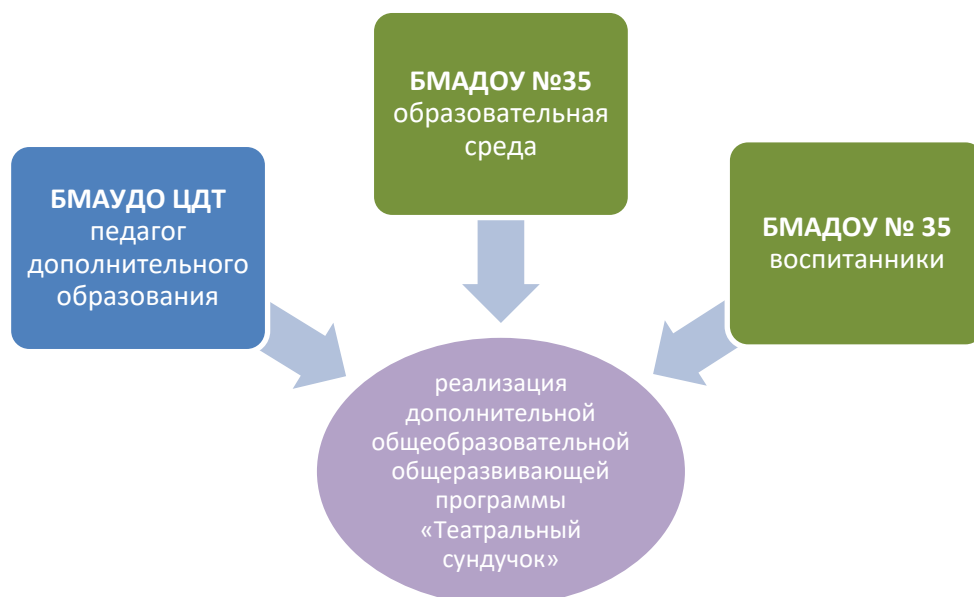 БМАУДО ЦДТ
педагог
дополнительного
образования
БМАДОУ №35
образовательная
среда
БМАДОУ № 35
воспитанники
реализация
дополнительной
общеобразовательной
общеразвивающей
программы
«Театральный
сундучок»